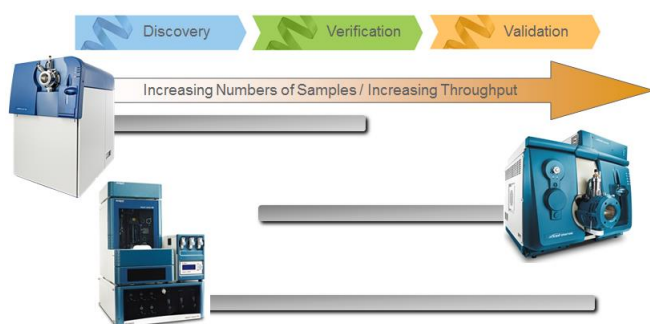 Discovery
Verification
Validation
Increasing Numbers of Samples / Increasing Throughput